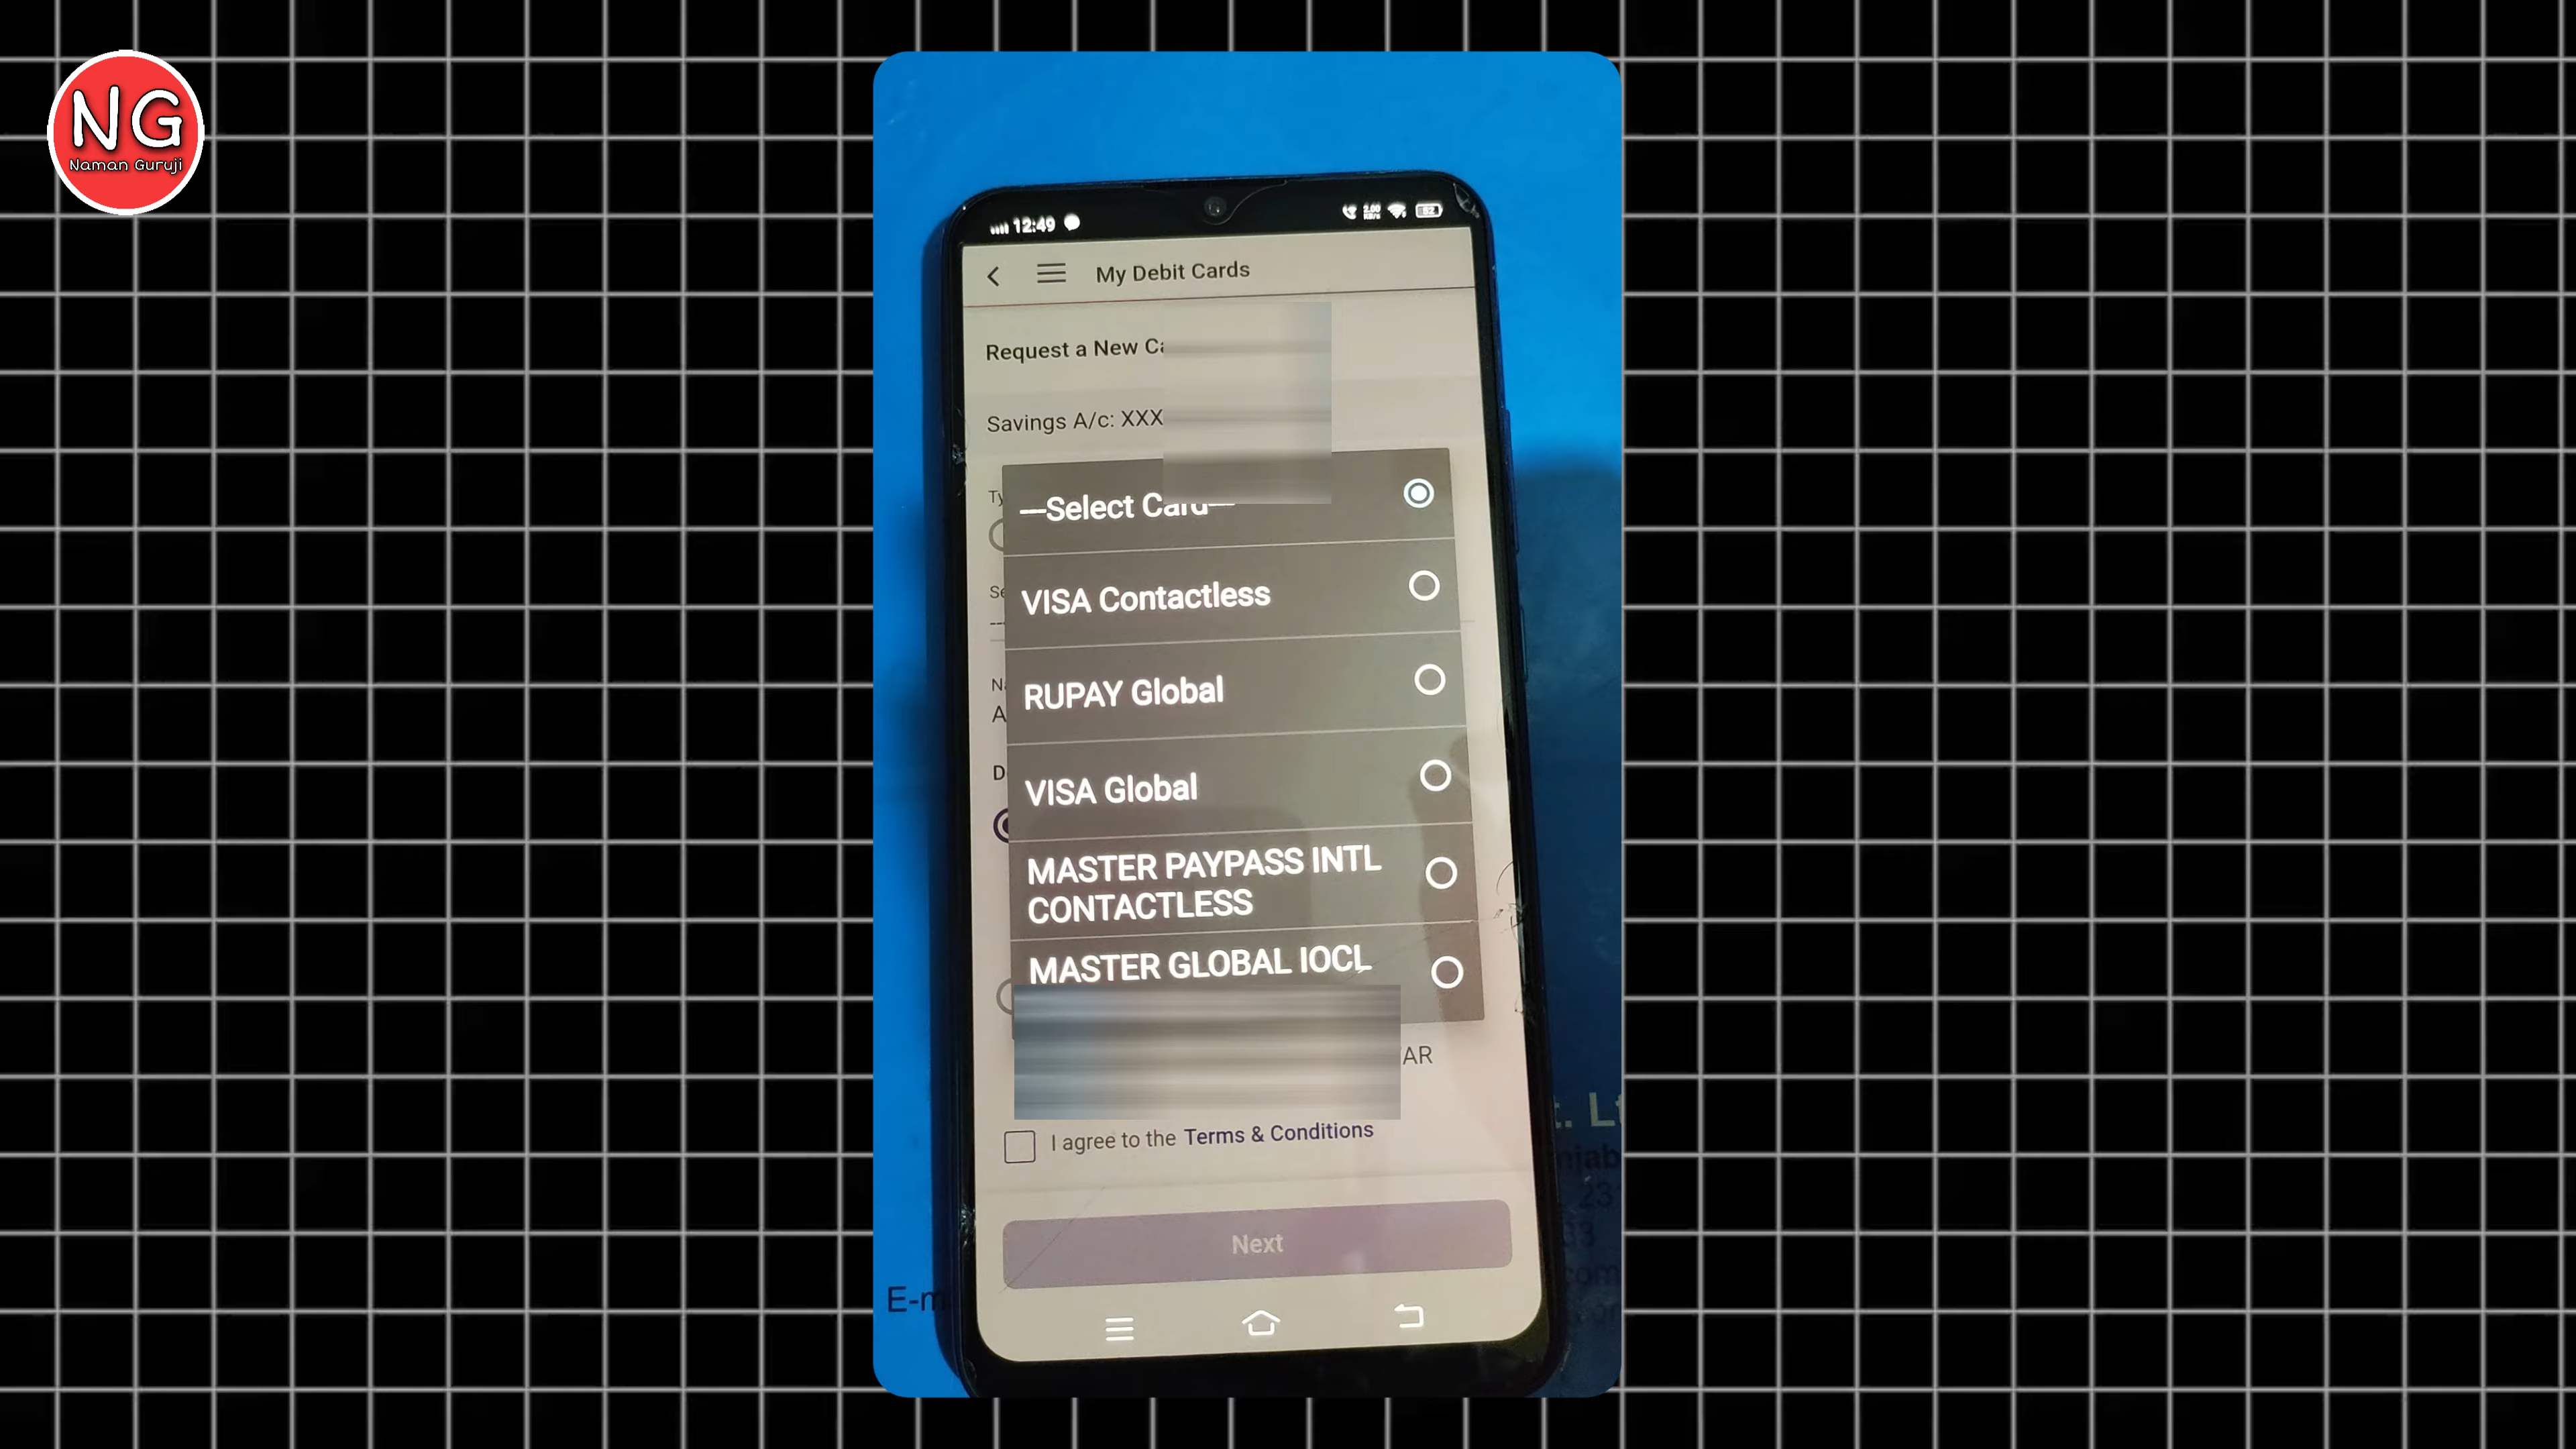 NG
Naman Guruji
12:49
My Debit Cards
Request a New
Savings A/c: XXX
---Select Card---
VISA Contactless
RUPAY Global
VISA Global
MASTER PAYPASS INTL
CONTACTLESS
MASTER GLOBAL IOCL
AR
I agree to the Terms & Conditions
Next
E-m